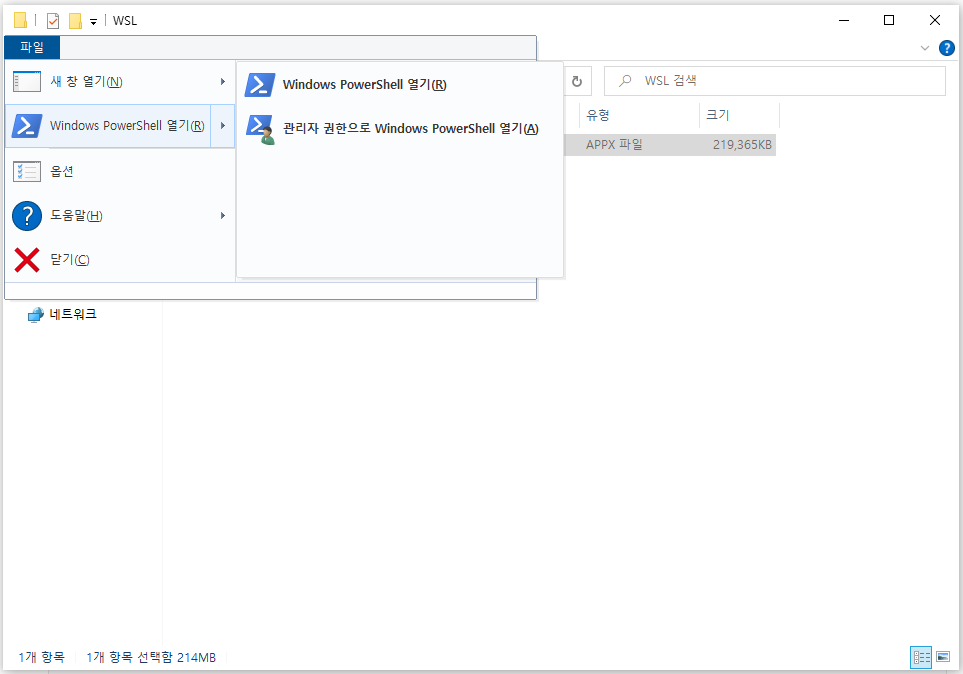 WSL
파일
새 창 열기(N)
Windows PowerShell 열기(R)
옵션
도움말(H)
닫기(C)
Windows PowerShell 열기(R)
관리자 권한으로 Windows PowerShell 열기(A)
WSL 검색
유형 크기
APPX 파일 219,365KB
네트워크
1개 항목 1개 항목 선택함 214MB